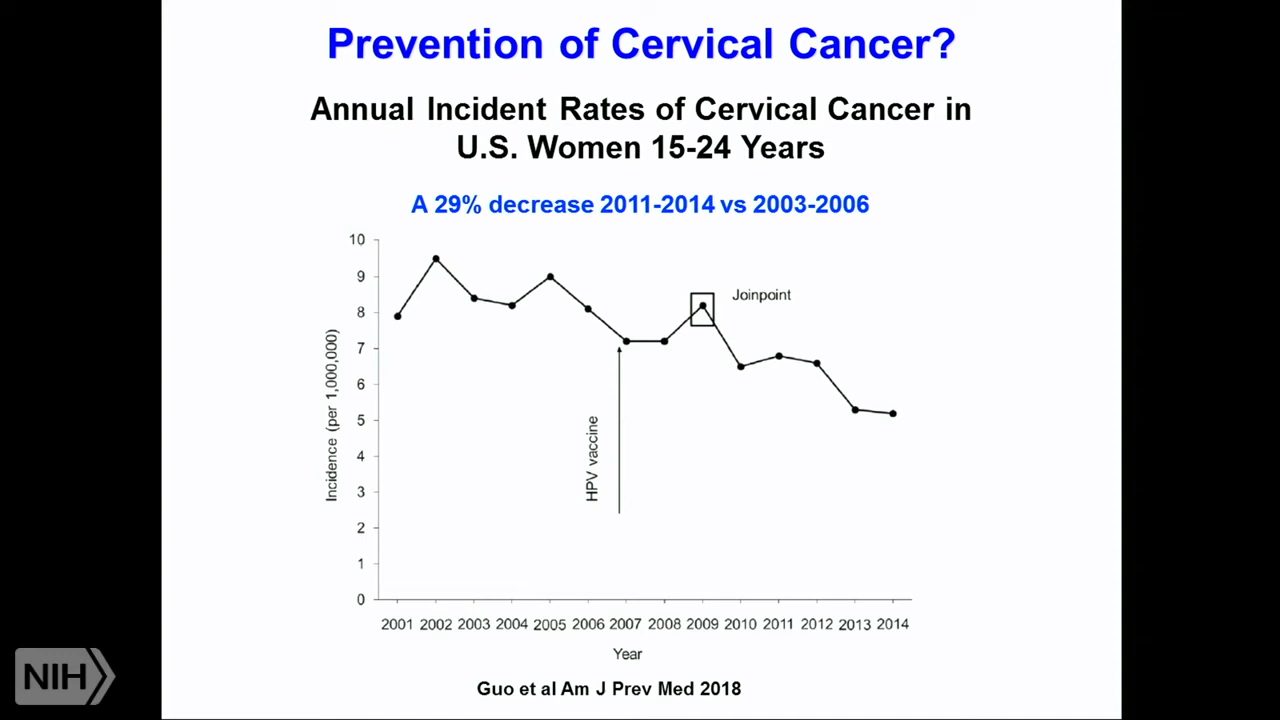 Prevention of Cervical Cancer?
Annual Incident Rates of Cervical Cancer in
U.S. Women 15-24 Years
A 29% decrease 2011-2014 vs 2003-2006
10
9
8
7
6
5
4
3
2
1
0
Incidence (per 1,000,000)
Joinpoint
HPV vaccine
2001 2002 2003 2004 2005 2006 2007 2008 2009 2010 2011 2012 2013 2014
Year
NIH
Guo et al Am J Prev Med 2018